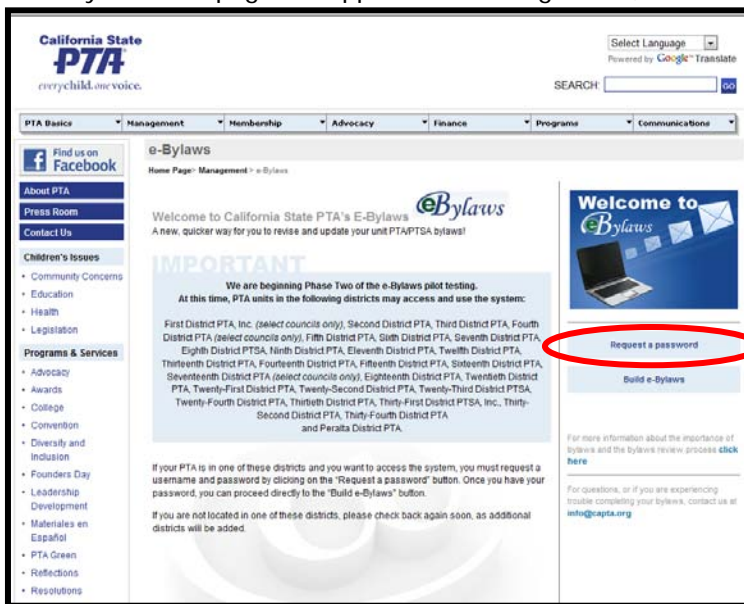 California State
PTA
everychild.onevoice.
Select Language
Powered by Google™ Translate
SEARCH:
GO
PTA Basics
Management
Membership
Advocacy
Finance
Programs
Communications
f Find us on
Facebook
About PTA
Press Room
Contact Us
Children's Issues
• Community Concerns
• Education
• Health
• Legislation
Programs & Services
• Advocacy
• Awards
• College
• Convention
• Diversity and
Inclusion
• Founders Day
• Leadership
Development
• Materiales en
Español
• PTA Green
• Reflections
• Resolutions
e-Bylaws
Home Page> Management > e-Bylaws
eBylaws
Welcome to California State PTA's E-Bylaws
A new, quicker way for you to revise and update your unit PTA/PTSA bylaws!
IMPORTANT
We are beginning Phase Two of the e-Bylaws pilot testing.
At this time, PTA units in the following districts may access and use the system:
First District PTA, Inc. (select councils only), Second District PTA, Third District PTA, Fourth
District PTA (select councils only), Fifth District PTA, Sixth District PTA, Seventh District PTA,
Eighth District PTSA, Ninth District PTA, Eleventh District PTA, Twelfth District PTA,
Thirteenth District PTA, Fourteenth District PTA, Fifteenth District PTA, Sixteenth District PTA,
Seventeenth District PTA (select councils only), Eighteenth District PTA, Twentieth District
PTA, Twenty-First District PTA, Twenty-Second District PTA, Twenty-Third District PTSA,
Twenty-Fourth District PTA, Thirtieth District PTA, Thirty-First District PTSA, Inc., Thirty-
Second District PTA, Thirty-Fourth District PTA
and Peralta District PTA.
If your PTA is in one of these districts and you want to access the system, you must request a
username and password by clicking on the "Request a password" button. Once you have your
password, you can proceed directly to the "Build e-Bylaws" button.
If you are not located in one of these districts, please check back again soon, as additional
districts will be added.
Welcome to
eBylaws
Request a password
Build e-Bylaws
For more information about the importance of
bylaws and the bylaws review process click
here
For questions, or if you are experiencing
trouble completing your bylaws, contact us at
info@capta.org